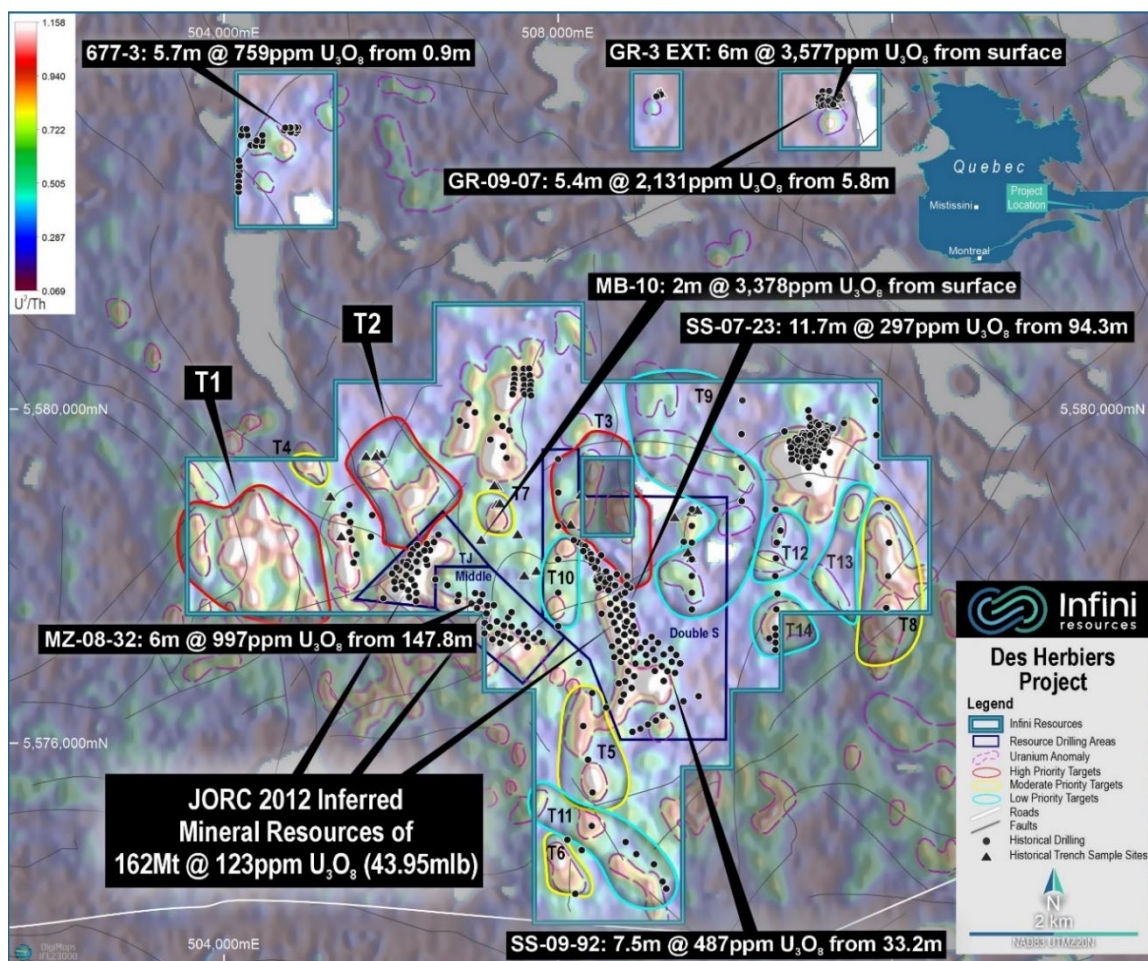 1.158
0.940
0.722
0.505
0.287
0.069
U²/Th
504,000mE
508,000mE
677-3: 5.7m @ 759ppm U₃O₈ from 0.9m
GR-3 EXT: 6m @ 3,577ppm U₃O₈ from surface
GR-09-07: 5.4m @ 2,131ppm U₃O₈ from 5.8m
Quebec
Mistissini
Project
Location
Montreal
MB-10: 2m @ 3,378ppm U₃O₈ from surface
SS-07-23: 11.7m @ 297ppm U₃O₈ from 94.3m
T2
T1
5,580,000mN
5,580,000mN
T9
T3
T4
T7
TJ
Middle
T10
T12
T13
Double S
T14
T8
MZ-08-32: 6m @ 997ppm U₃O₈ from 147.8m
5,576,000mN
T5
T11
T6
JORC 2012 Inferred
Mineral Resources of
162Mt @ 123ppm U₃O₈ (43.95mlb)
SS-09-92: 7.5m @ 487ppm U₃O₈ from 33.2m
504,000mE
DigiMaps
Infini
resources
Des Herbiers
Project
Legend
Infini Resources
Resource Drilling Areas
Uranium Anomaly
High Priority Targets
Moderate Priority Targets
Low Priority Targets
Roads
Faults
Historical Drilling
Historical Trench Sample Sites
N
2 km
NAD83 UTMZ20N